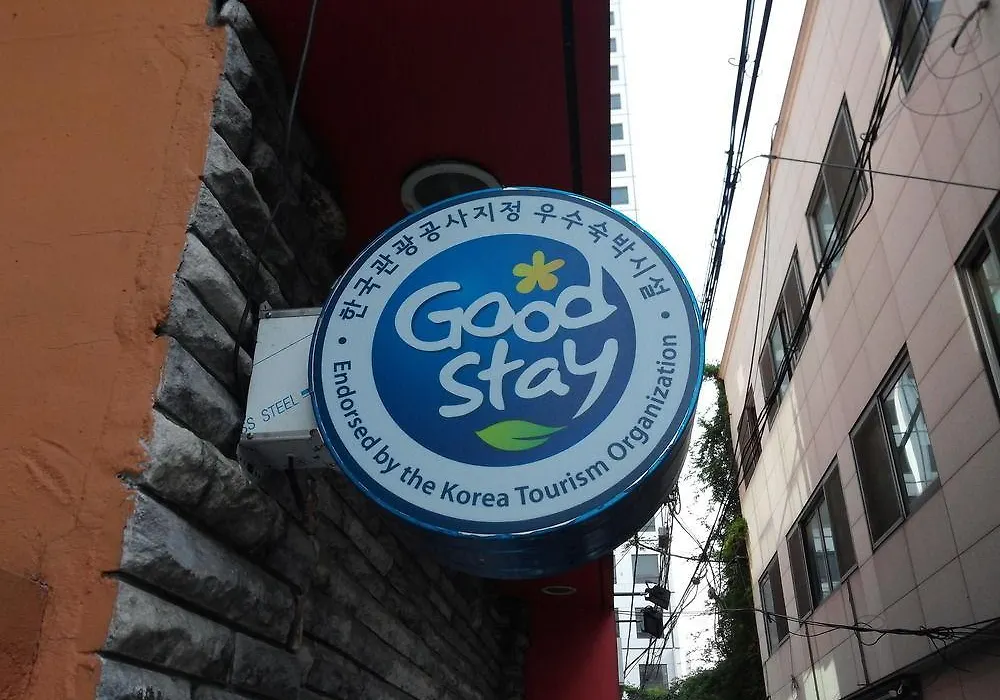 한국관광공사지정 우수숙박시설
Good
stay
• Endorsed by the Korea Tourism Organization •
SS STEEL